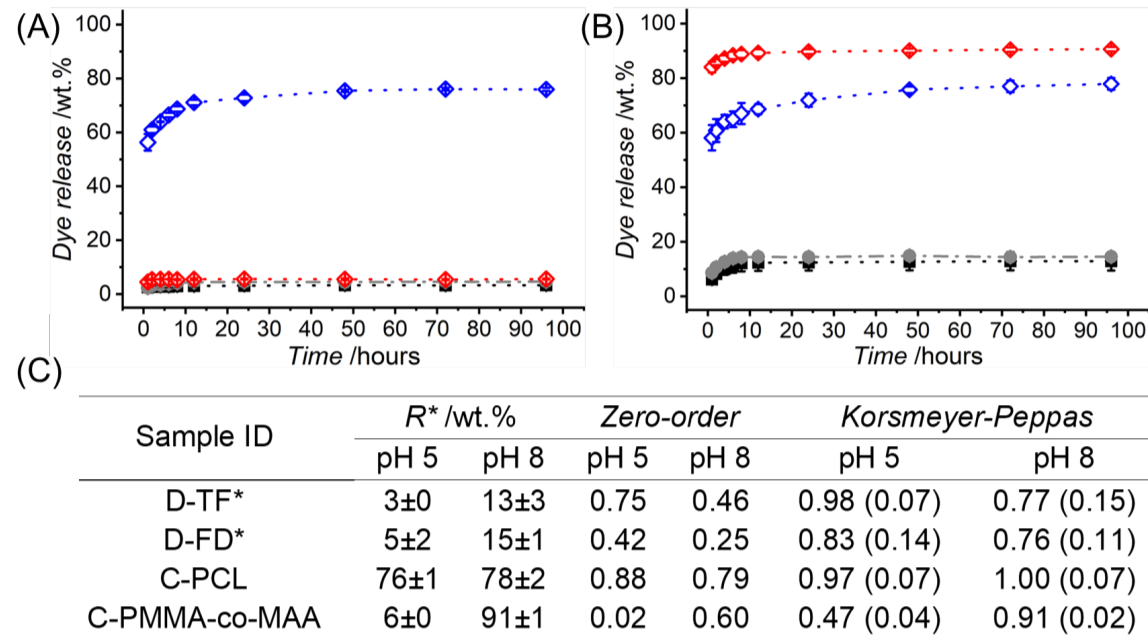 (A)
100
80
60
40
20
0
Dye release /wt.%
0 10 20 30 40 50 60 70 80 90 100
Time /hours
(B)
100
80
60
40
20
0
Dye release /wt.%
0 10 20 30 40 50 60 70 80 90 100
Time /hours
(C)
Sample ID R* /wt.% Zero-order Korsmeyer-Peppas
pH 5 pH 8 pH 5 pH 8 pH 5 pH 8
D-TF* 3±0 13±3 0.75 0.46 0.98 (0.07) 0.77 (0.15)
D-FD* 5±2 15±1 0.42 0.25 0.83 (0.14) 0.76 (0.11)
C-PCL 76±1 78±2 0.88 0.79 0.97 (0.07) 1.00 (0.07)
C-PMMA-co-MAA 6±0 91±1 0.02 0.60 0.47 (0.04) 0.91 (0.02)